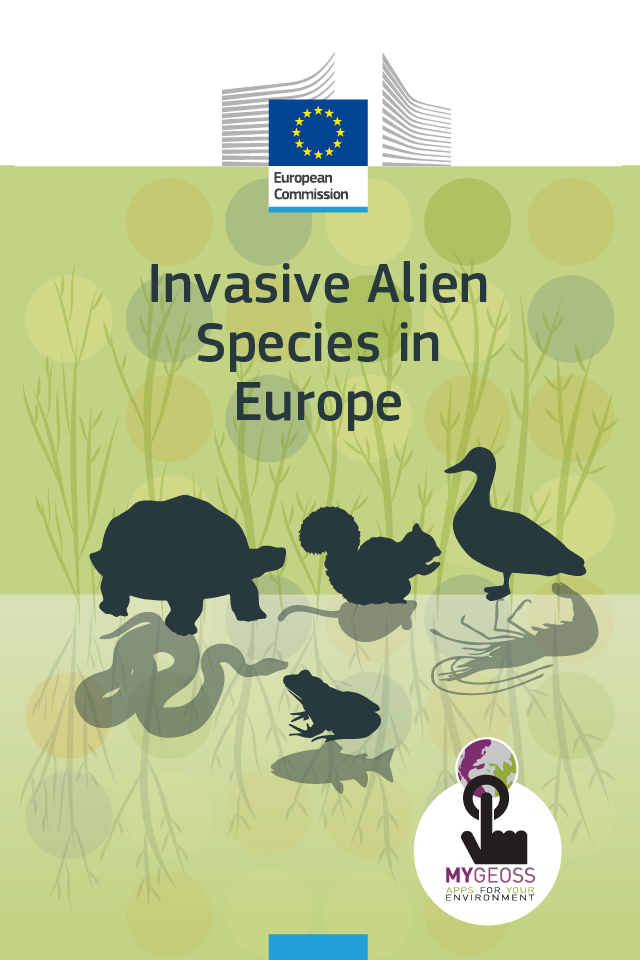 European
Commission
Invasive Alien
Species in
Europe
MYGEOSS
APPS FOR YOUR
ENVIRONMENT